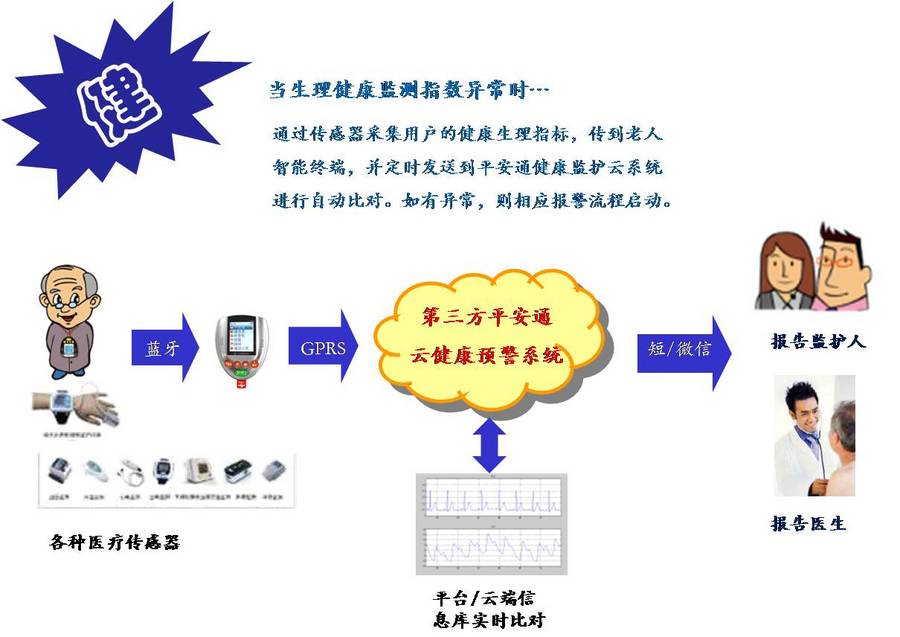 健
当生理健康监测指数异常时…
通过传感器采集用户的健康生理指标，传到老人
智能终端，并定时发送到平安通健康监护云系统
进行自动比对。如有异常，则相应报警流程启动。
蓝牙
GPRS
第三方平安通
云健康预警系统
短/微信
报告监护人
报告医生
各种医疗传感器
平台/云端信
息库实时比对